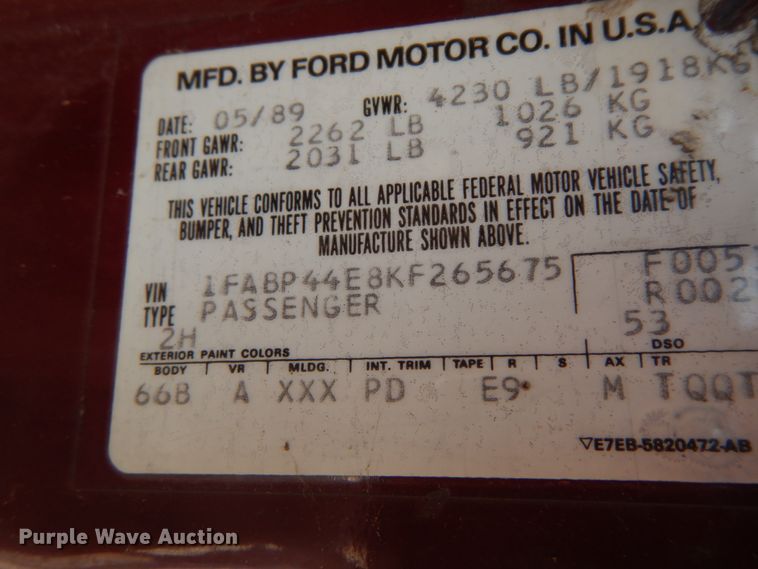 MFD. BY FORD MOTOR CO. IN U.S.A.
DATE: 05/89 GVWR: 4230 LB/1918KG
FRONT GAWR: 2262 LB 1026 KG
REAR GAWR: 2031 LB 921 KG
THIS VEHICLE CONFORMS TO ALL APPLICABLE FEDERAL MOTOR VEHICLE SAFETY,
BUMPER, AND THEFT PREVENTION STANDARDS IN EFFECT ON THE DATE OF
MANUFACTURE SHOWN ABOVE.
VIN 1FABP44E8KF265675 F005
TYPE PASSENGER R002
2H 53
EXTERIOR PAINT COLORS DSO
BODY VR MLDG. INT. TRIM TAPE R S AX TR
66B A XXX PD E9 M TQQT
▽E7EB-5820472-AB
Purple Wave Auction